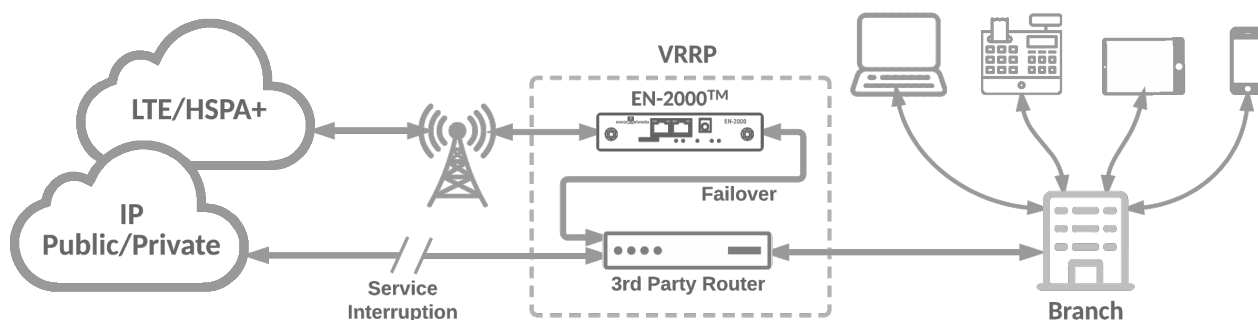 VRRP
LTE/HSPA+
EN-2000™
EN-2000
Failover
IP
Public/Private
3rd Party Router
Service
Interruption
Branch